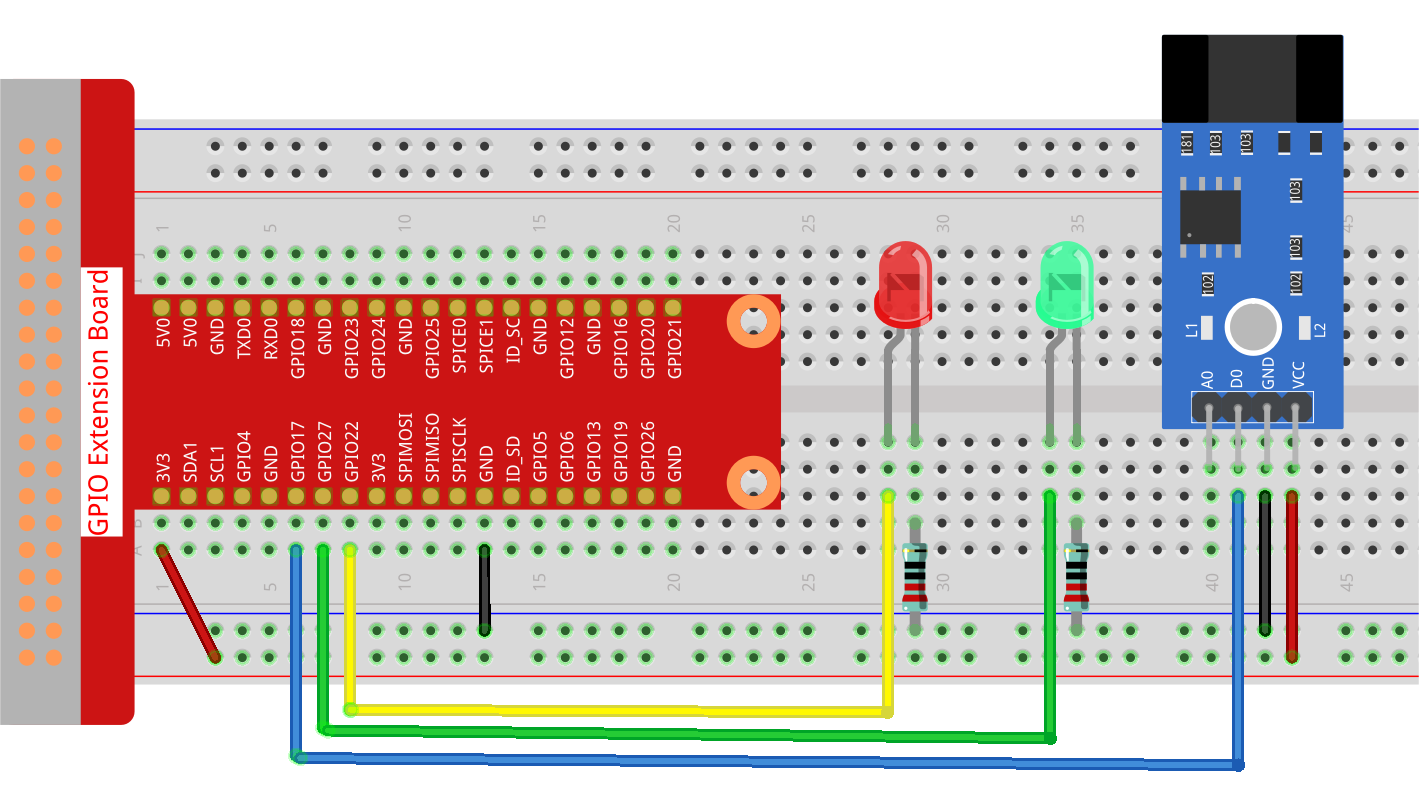 181 103 103
1 5 10 15 20 25 30 35 45
103
J
103
I
102 102
GPIO Extension Board
5V0 5V0 GND TXD0 RXD0 GPIO18 GND GPIO23 GPIO24 GND GPIO25 SPICE0 SPICE1 ID_SC GND GPIO12 GND GPIO16 GPIO20 GPIO21
L1 L2
A0 D0 GND VCC
3V3 SDA1 SCL1 GPIO4 GND GPIO17 GPIO27 GPIO22 3V3 SPIMOSI SPIMISO SPISCLK GND ID_SD GPIO5 GPIO6 GPIO13 GPIO19 GPIO26 GND
B
A
1 5 10 15 20 25 30 40 45